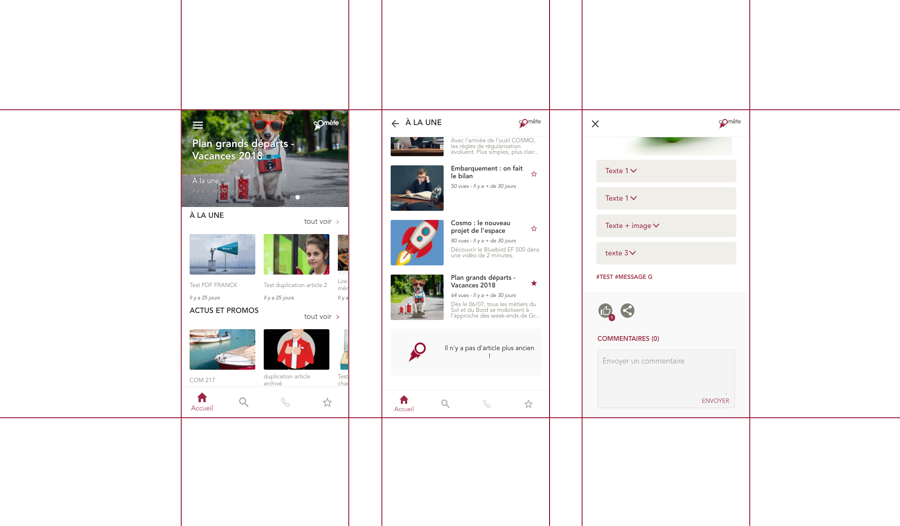 comète
Plan grands départs -
Vacances 2018
À la une
À LA UNE
tout voir >
Test PDF FRANCK
Il y a 25 jours
Test duplication article 2
Il y a 25 jours
Lire
ACTUS ET PROMOS
tout voir >
COM 217
duplication article
archivé
Test
Accueil
À LA UNE
comète
Avec l'arrivée de l'outil COSMO,
les règles de régularisation
évoluent. Plus simples, plus clair...
Embarquement : on fait
le bilan
50 vues - Il y a + de 30 jours
Cosmo : le nouveau
projet de l'espace
80 vues - Il y a + de 30 jours
Découvrir le Bluebird EF 500 dans
une vidéo de 2 minutes.
Plan grands départs -
Vacances 2018
64 vues - Il y a + de 30 jours
Dès le 06/07, tous les métiers du
Sol et du Bord se mobilisent à
l'approche des week-ends de Gr...
Il n'y a pas d'article plus ancien
!
Accueil
comète
Texte 1
Texte 1
Texte + image
texte 3
#TEST #MESSAGE G
COMMENTAIRES (0)
Envoyer un commentaire
ENVOYER